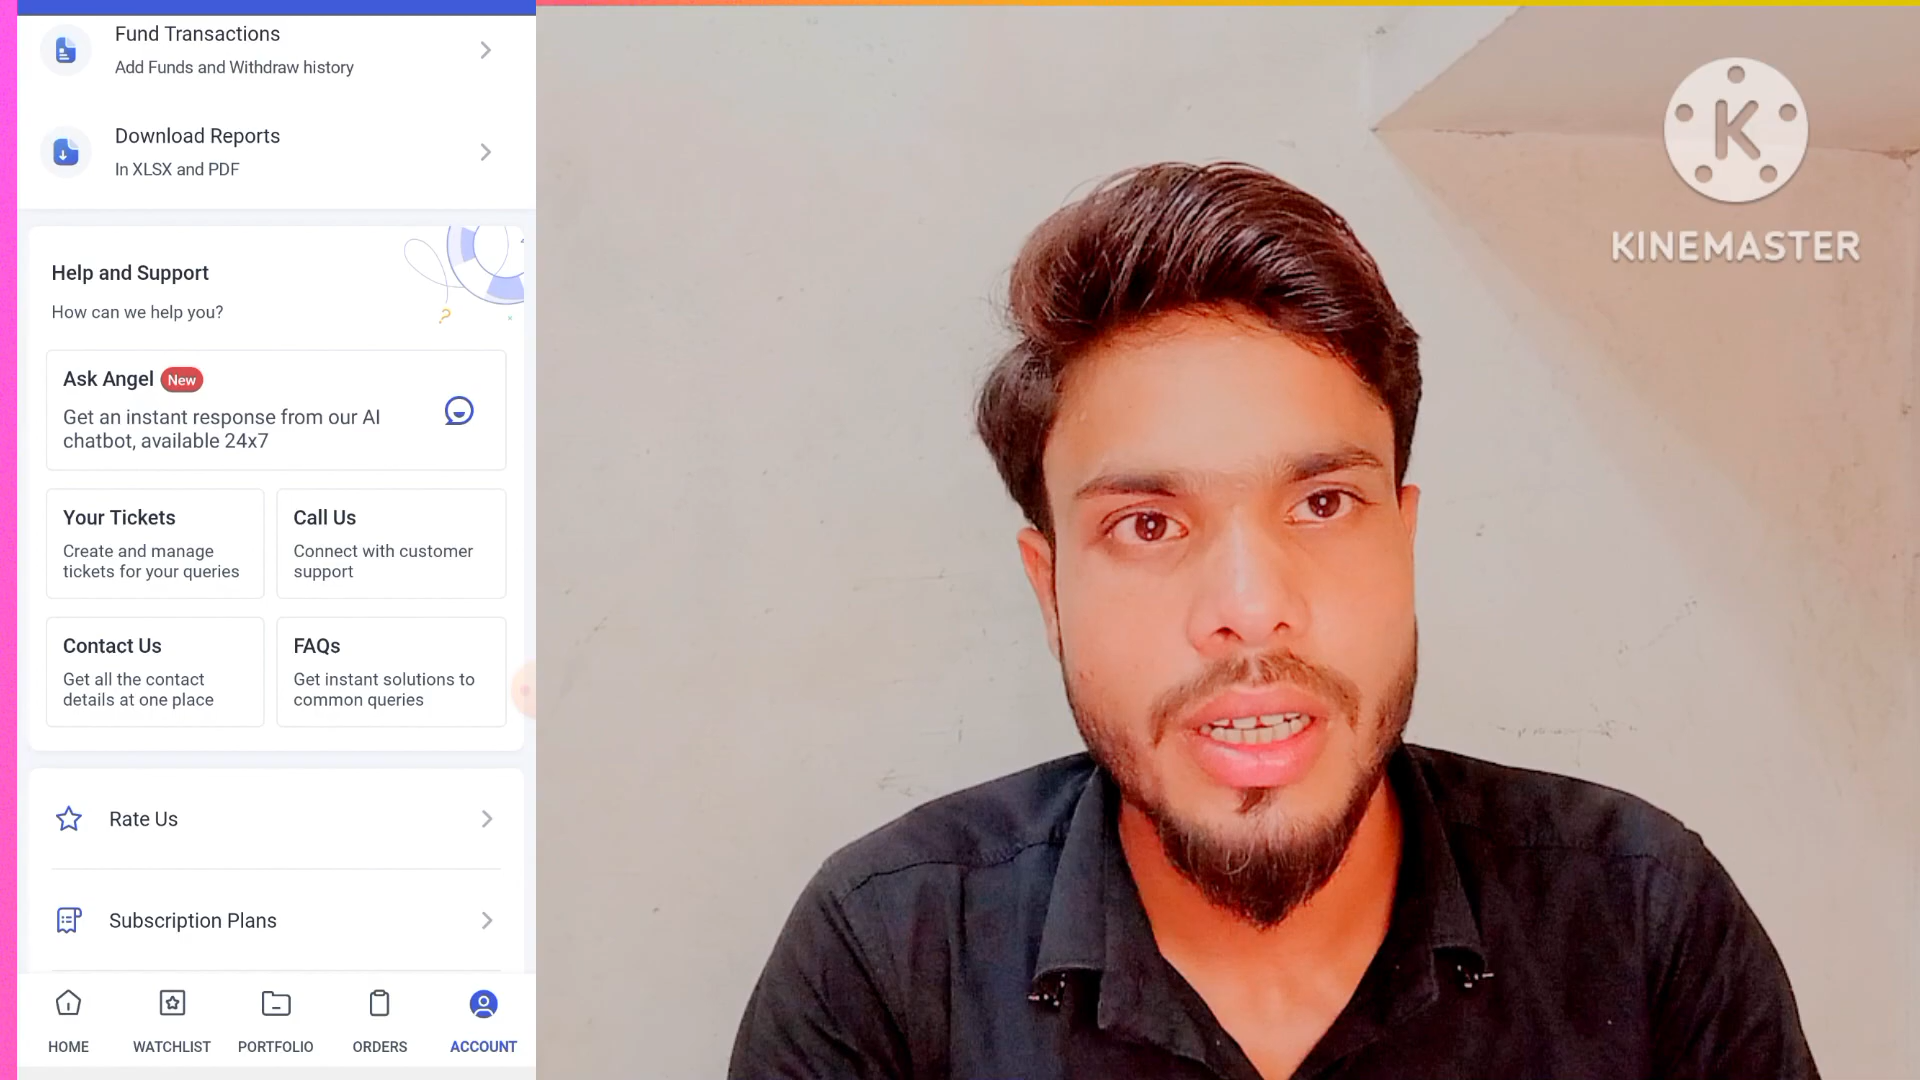 Fund Transactions
Add Funds and Withdraw history
Download Reports
In XLSX and PDF
Help and Support
How can we help you?
Ask Angel New
Get an instant response from our AI
chatbot, available 24x7
Your Tickets
Create and manage
tickets for your queries
Call Us
Connect with customer
support
Contact Us
Get all the contact
details at one place
FAQs
Get instant solutions to
common queries
Rate Us
Subscription Plans
HOME
WATCHLIST
PORTFOLIO
ORDERS
ACCOUNT
K
KINEMASTER